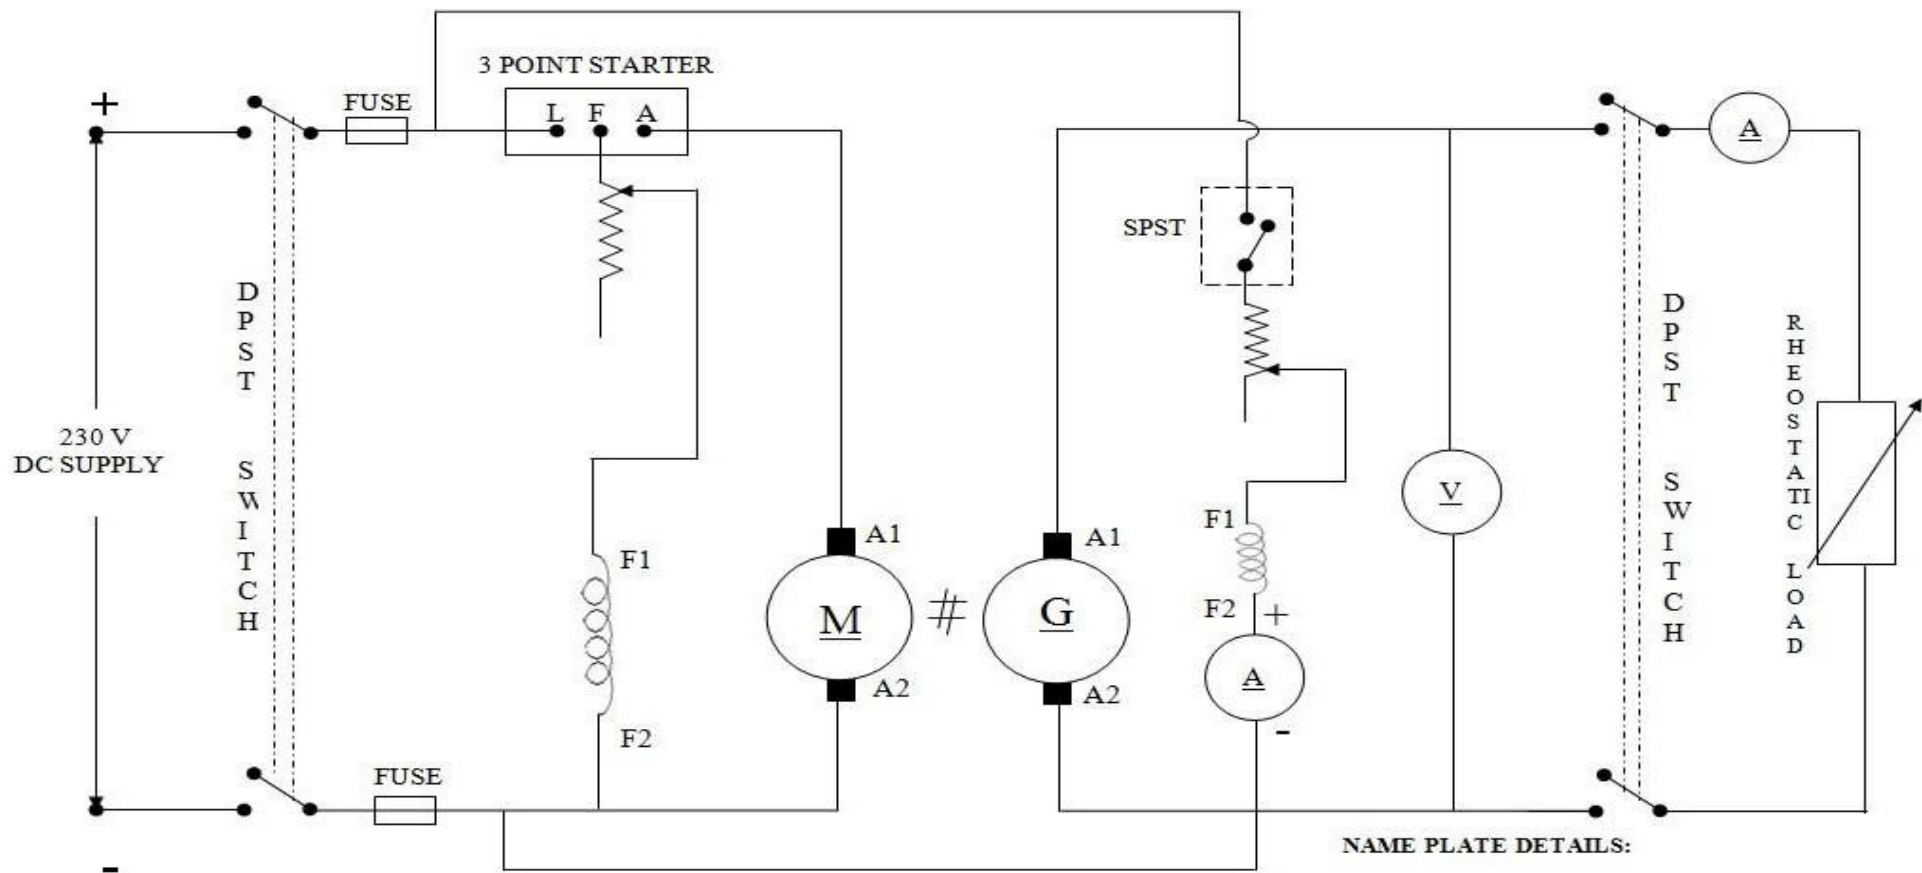 3 POINT STARTER
+
FUSE
L F A
A
SPST
230 V
DC SUPPLY
DPST SWITCH
DPST SWITCH
RHEOSTATIC LOAD
V
F1
A1
A1
F1
M
#
G
F2
+
A2
A2
A
F2
-
FUSE
NAME PLATE DETAILS:
-